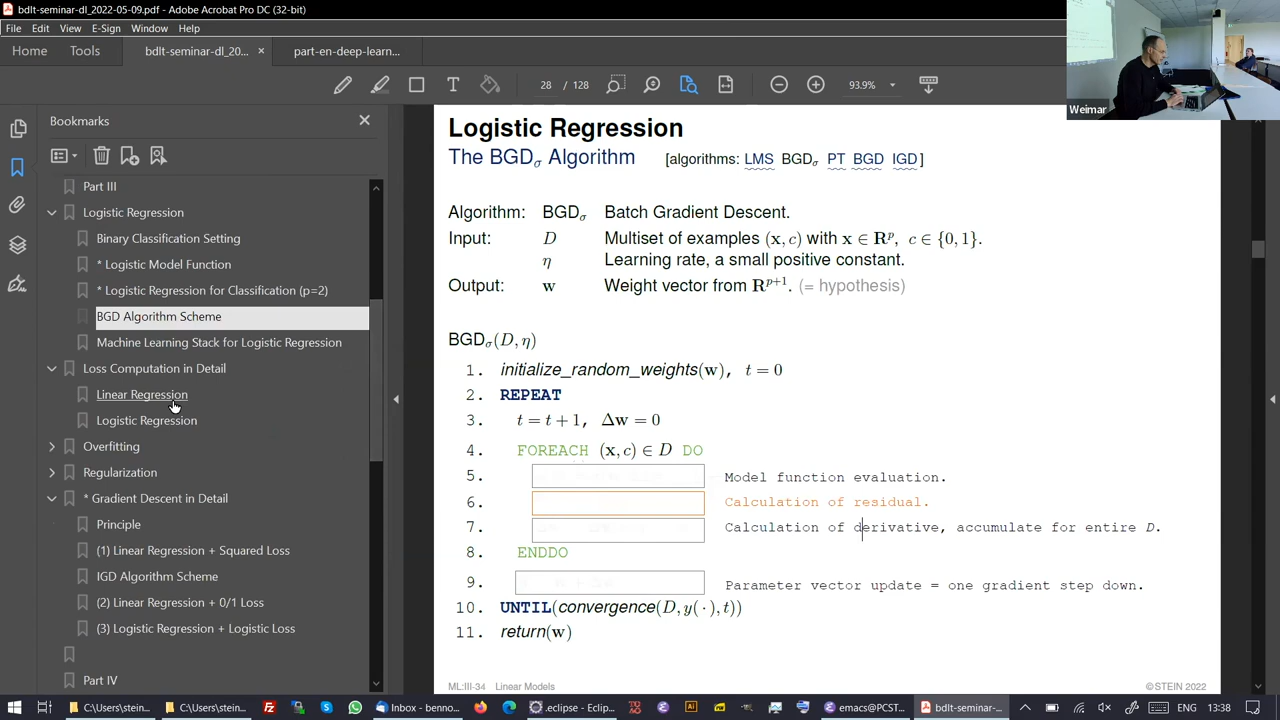 bdlt-seminar-dl_2022-05-09.pdf - Adobe Acrobat Pro DC (32-bit)
File Edit View E-Sign Window Help
Home Tools bdlt-seminar-dl_20... × part-en-deep-learn...
28 / 128 93.9%
Weimar
Bookmarks
Part III
Logistic Regression
Binary Classification Setting
* Logistic Model Function
* Logistic Regression for Classification (p=2)
BGD Algorithm Scheme
Machine Learning Stack for Logistic Regression
Loss Computation in Detail
Linear Regression
Logistic Regression
Overfitting
Regularization
* Gradient Descent in Detail
Principle
(1) Linear Regression + Squared Loss
IGD Algorithm Scheme
(2) Linear Regression + 0/1 Loss
(3) Logistic Regression + Logistic Loss
Part IV
Logistic Regression
The BGDσ Algorithm [algorithms: LMS BGDσ PT BGD IGD]
Algorithm: BGDσ Batch Gradient Descent.
Input: D Multiset of examples (x, c) with x ∈ R^p, c ∈ {0, 1}.
η Learning rate, a small positive constant.
Output: w Weight vector from R^{p+1}. (= hypothesis)
BGDσ(D, η)
1. initialize_random_weights(w), t = 0
2. REPEAT
3. t = t + 1, Δw = 0
4. FOREACH (x, c) ∈ D DO
5. Model function evaluation.
6. Calculation of residual.
7. Calculation of derivative, accumulate for entire D.
8. ENDDO
9. Parameter vector update = one gradient step down.
10. UNTIL(convergence(D, y(·), t))
11. return(w)
ML:III-34 Linear Models ©STEIN 2022
C:\Users\stein... C:\Users\stein... Inbox - benno... .eclipse - Eclip... emacs@PCST... bdlt-seminar-... ENG 13:38